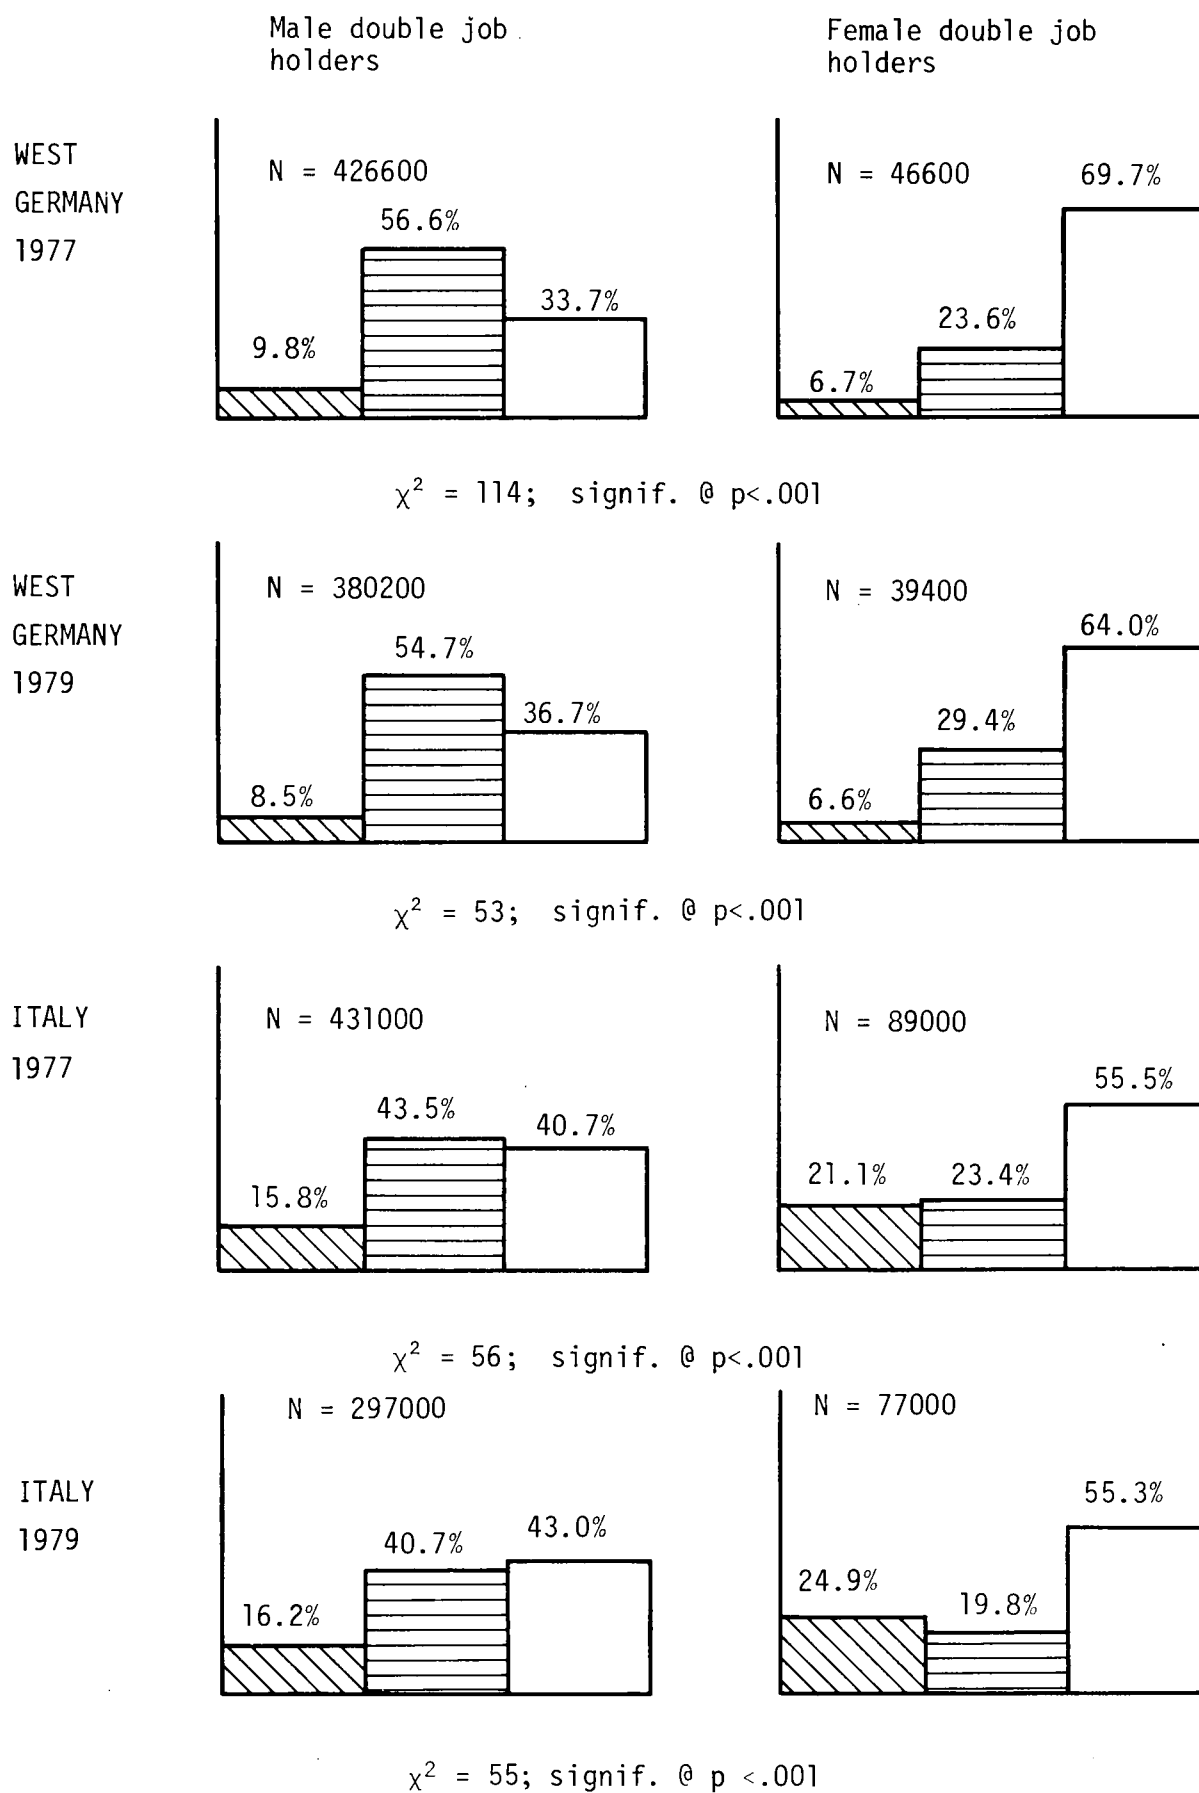 Male double job
holders
Female double job
holders
WEST
GERMANY
1977
N = 426600
9.8%
56.6%
33.7%
N = 46600
6.7%
23.6%
69.7%
χ² = 114; signif. @ p<.001
WEST
GERMANY
1979
N = 380200
8.5%
54.7%
36.7%
N = 39400
6.6%
29.4%
64.0%
χ² = 53; signif. @ p<.001
ITALY
1977
N = 431000
15.8%
43.5%
40.7%
N = 89000
21.1%
23.4%
55.5%
χ² = 56; signif. @ p<.001
ITALY
1979
N = 297000
16.2%
40.7%
43.0%
N = 77000
24.9%
19.8%
55.3%
χ² = 55; signif. @ p <.001